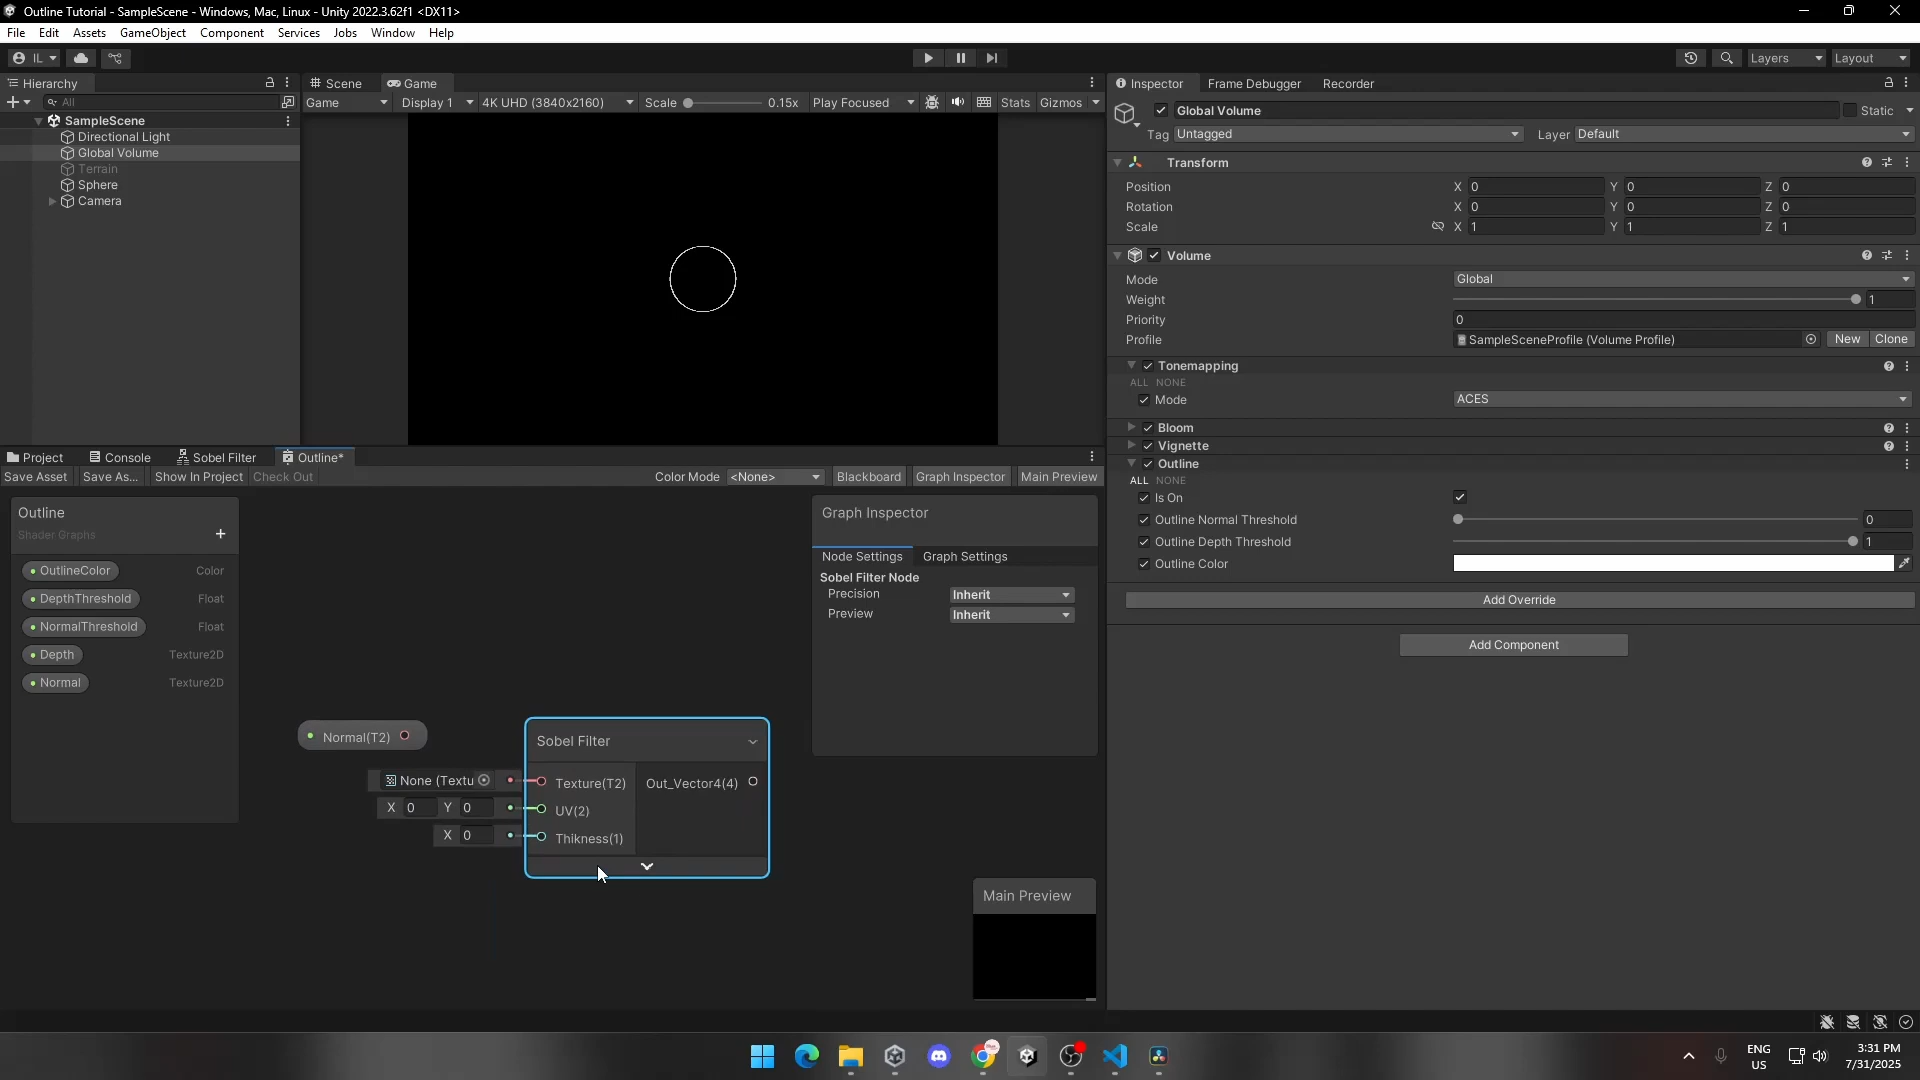 Outline Tutorial - SampleScene - Windows, Mac, Linux - Unity 2022.3.62f1 <DX11>
File Edit Assets GameObject Component Services Jobs Window Help
IL
Layers
Layout
Hierarchy
All
SampleScene
Directional Light
Global Volume
Terrain
Sphere
Camera
Scene Game
Game Display 1 4K UHD (3840x2160) Scale 0.15x Play Focused Stats Gizmos
Project Console Sobel Filter Outline*
Save Asset Save As... Show In Project Check Out Color Mode <None> Blackboard Graph Inspector Main Preview
Outline
Shader Graphs
+
OutlineColor Color
DepthThreshold Float
NormalThreshold Float
Depth Texture2D
Normal Texture2D
Normal(T2)
Sobel Filter
None (Textu
Texture(T2) Out_Vector4(4)
X 0 Y 0
UV(2)
X 0
Thikness(1)
Graph Inspector
Node Settings Graph Settings
Sobel Filter Node
Precision Inherit
Preview Inherit
Main Preview
Inspector Frame Debugger Recorder
Global Volume Static
Tag Untagged Layer Default
Transform
Position X 0 Y 0 Z 0
Rotation X 0 Y 0 Z 0
Scale X 1 Y 1 Z 1
Volume
Mode Global
Weight 1
Priority 0
Profile SampleSceneProfile (Volume Profile) New Clone
Tonemapping
ALL NONE
Mode ACES
Bloom
Vignette
Outline
ALL NONE
Is On
Outline Normal Threshold 0
Outline Depth Threshold 1
Outline Color
Add Override
Add Component
ENG
US
3:31 PM
7/31/2025